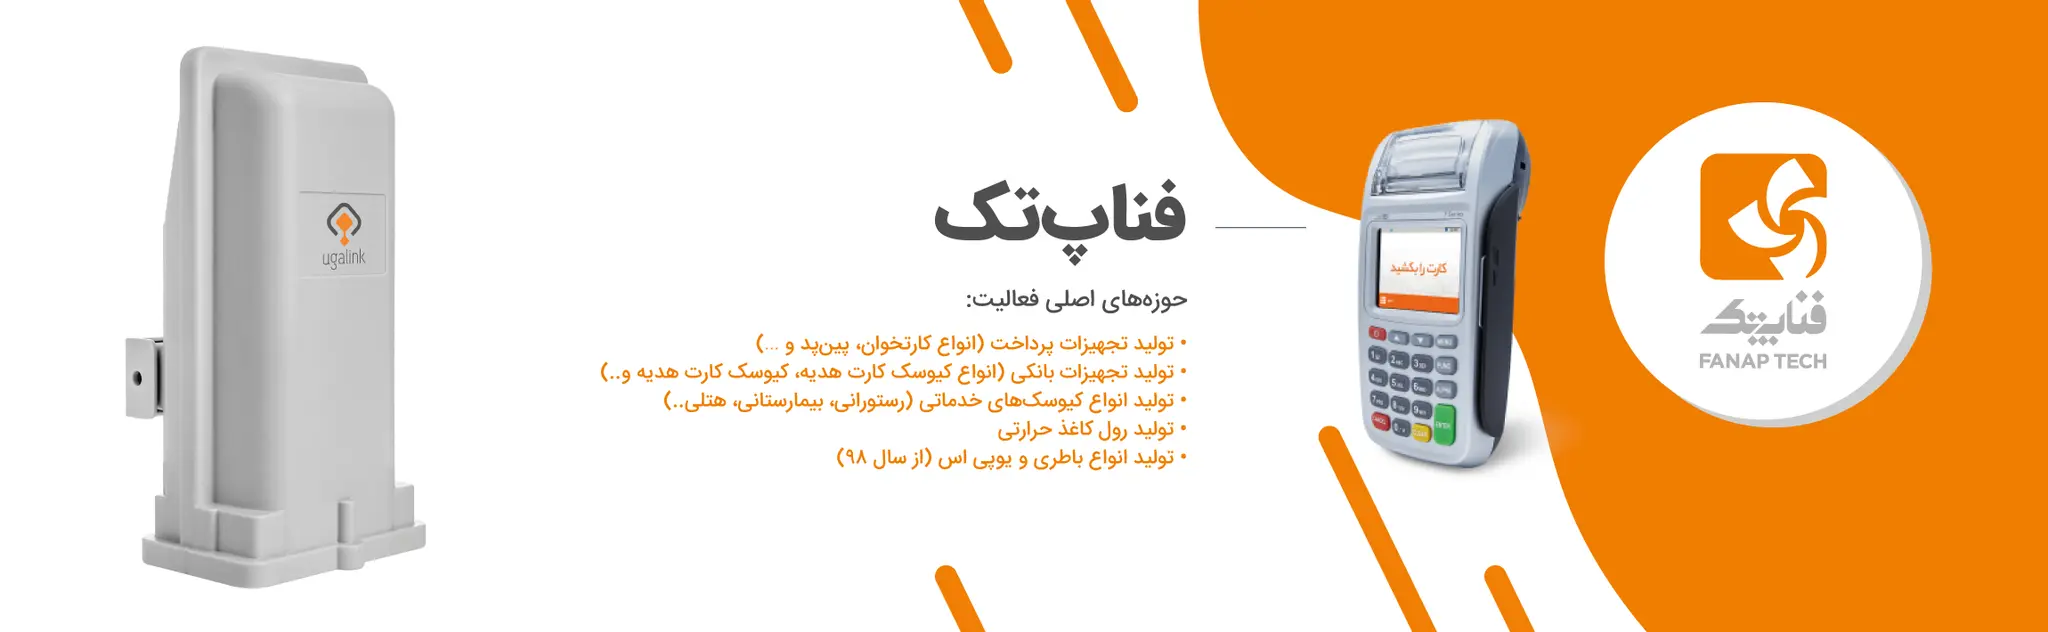 فناپ‌تک
حوزه‌های اصلی فعالیت:
• تولید تجهیزات پرداخت (انواع کارتخوان، پین‌پد و ...)
• تولید تجهیزات بانکی (انواع کیوسک کارت هدیه، کیوسک کارت هدیه و..)
• تولید انواع کیوسک‌های خدماتی (رستورانی، بیمارستانی، هتلی..)
• تولید رول کاغذ حرارتی
• تولید انواع باطری و یوپی اس (از سال ۹۸)
فناپ‌تک
FANAP TECH
کارت را بکشید
ugalink